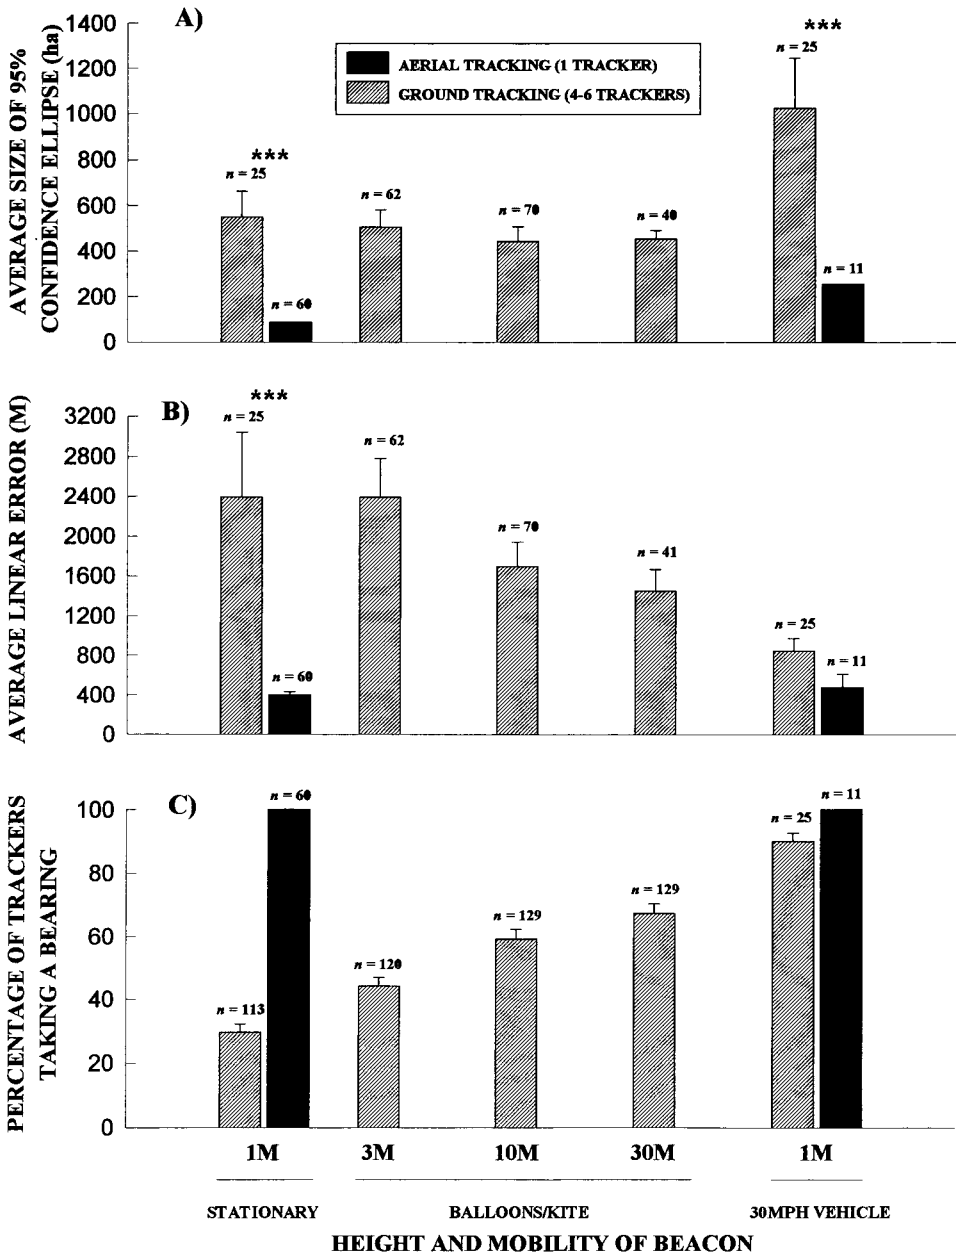 A)
AVERAGE SIZE OF 95%
CONFIDENCE ELLIPSE (ha)
1400
1200
1000
800
600
400
200
0
AERIAL TRACKING (1 TRACKER)
GROUND TRACKING (4-6 TRACKERS)
***
n = 25
n = 60
n = 62
n = 70
n = 40
***
n = 25
n = 11
B)
AVERAGE LINEAR ERROR (M)
3200
2800
2400
2000
1600
1200
800
400
0
***
n = 25
n = 60
n = 62
n = 70
n = 41
n = 25
n = 11
C)
PERCENTAGE OF TRACKERS
TAKING A BEARING
100
80
60
40
20
0
n = 113
n = 60
n = 120
n = 129
n = 129
n = 25
n = 11
1M 3M 10M 30M 1M
STATIONARY BALLOONS/KITE 30MPH VEHICLE
HEIGHT AND MOBILITY OF BEACON